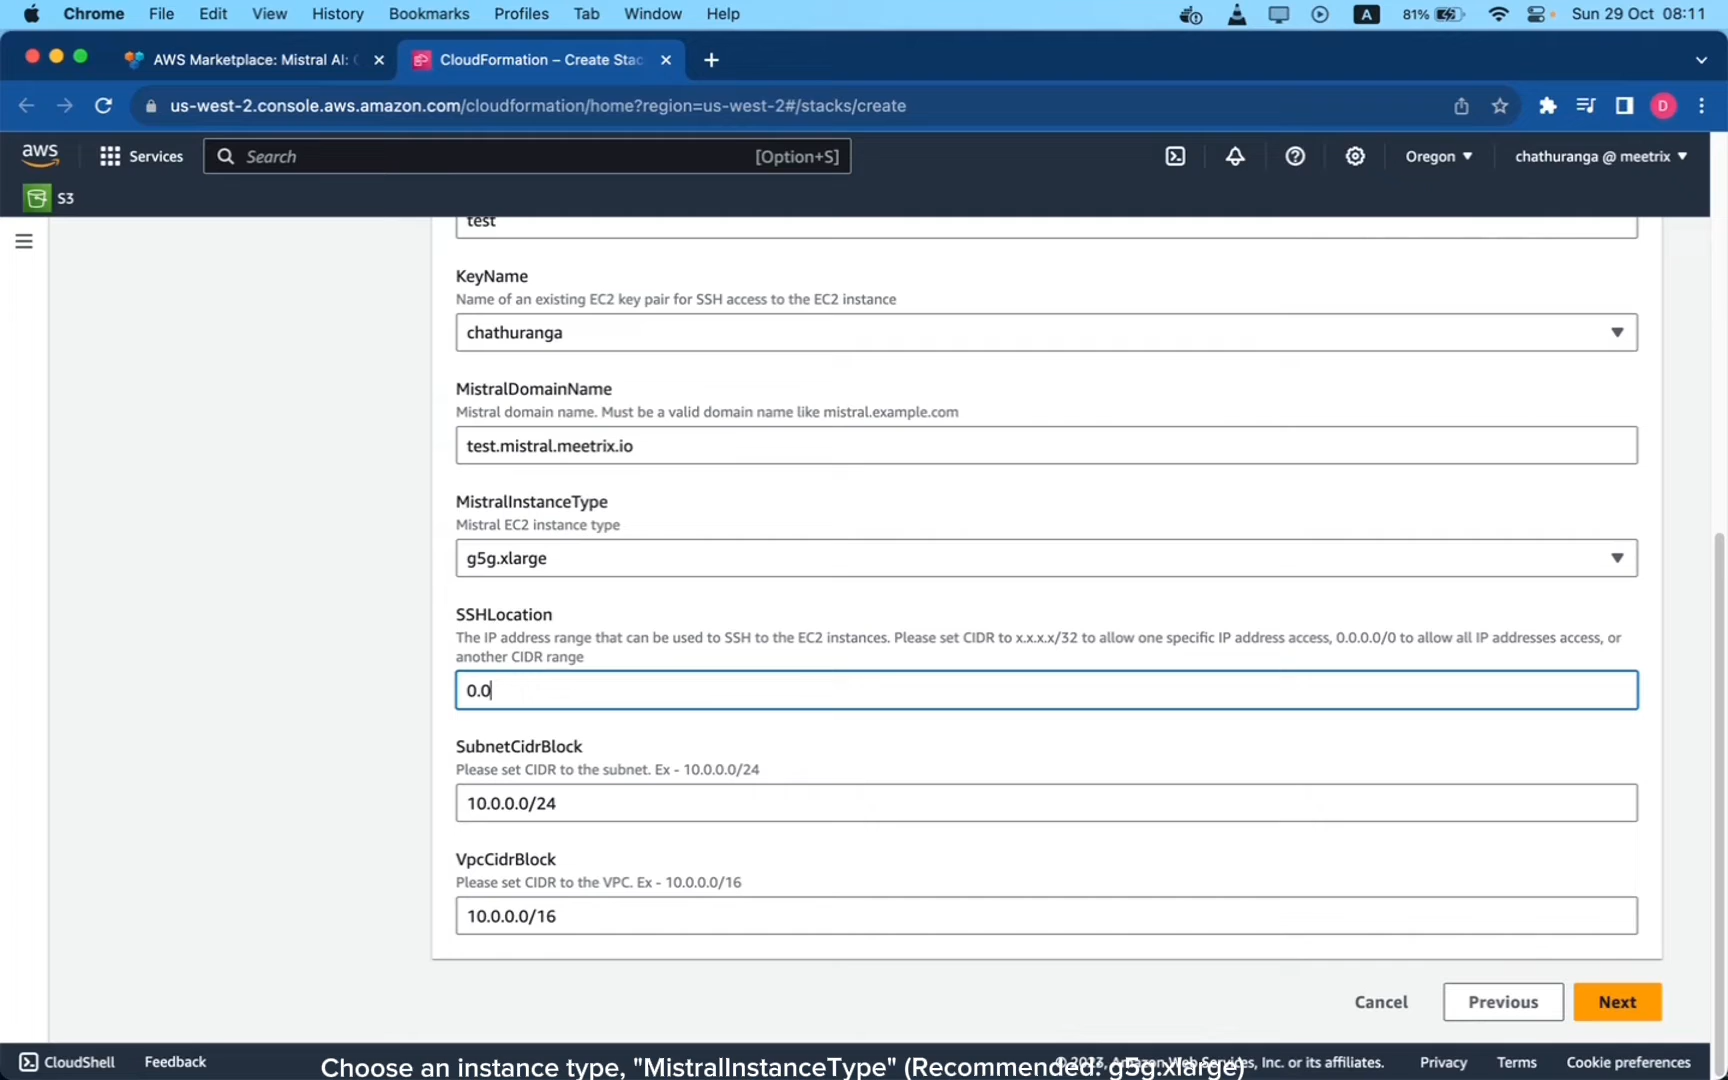 Chrome File Edit View History Bookmarks Profiles Tab Window Help A 81% Sun 29 Oct 08:11
AWS Marketplace: Mistral AI: CloudFormation – Create Stac
us-west-2.console.aws.amazon.com/cloudformation/home?region=us-west-2#/stacks/create D
aws Services Search [Option+S] Oregon chathuranga @ meetrix
S3
test
KeyName
Name of an existing EC2 key pair for SSH access to the EC2 instance
chathuranga
MistralDomainName
Mistral domain name. Must be a valid domain name like mistral.example.com
test.mistral.meetrix.io
MistralInstanceType
Mistral EC2 instance type
g5g.xlarge
SSHLocation
The IP address range that can be used to SSH to the EC2 instances. Please set CIDR to x.x.x.x/32 to allow one specific IP address access, 0.0.0.0/0 to allow all IP addresses access, or
another CIDR range
0.0
SubnetCidrBlock
Please set CIDR to the subnet. Ex - 10.0.0.0/24
10.0.0.0/24
VpcCidrBlock
Please set CIDR to the VPC. Ex - 10.0.0.0/16
10.0.0.0/16
Cancel Previous Next
CloudShell Feedback © 2023, Amazon Web Services, Inc. or its affiliates. Privacy Terms Cookie preferences
Choose an instance type, "MistralInstanceType" (Recommended: g5g.xlarge)